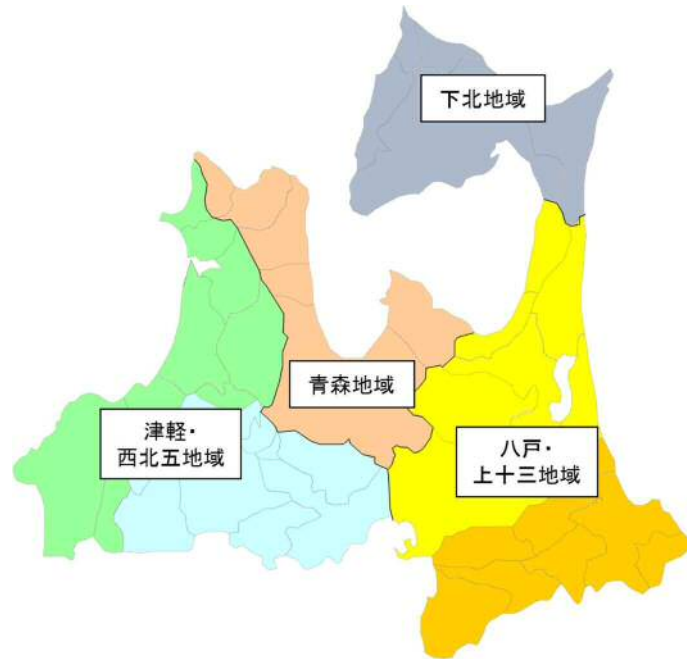 下北地域
青森地域
津軽・
西北五地域
八戸・
上十三地域